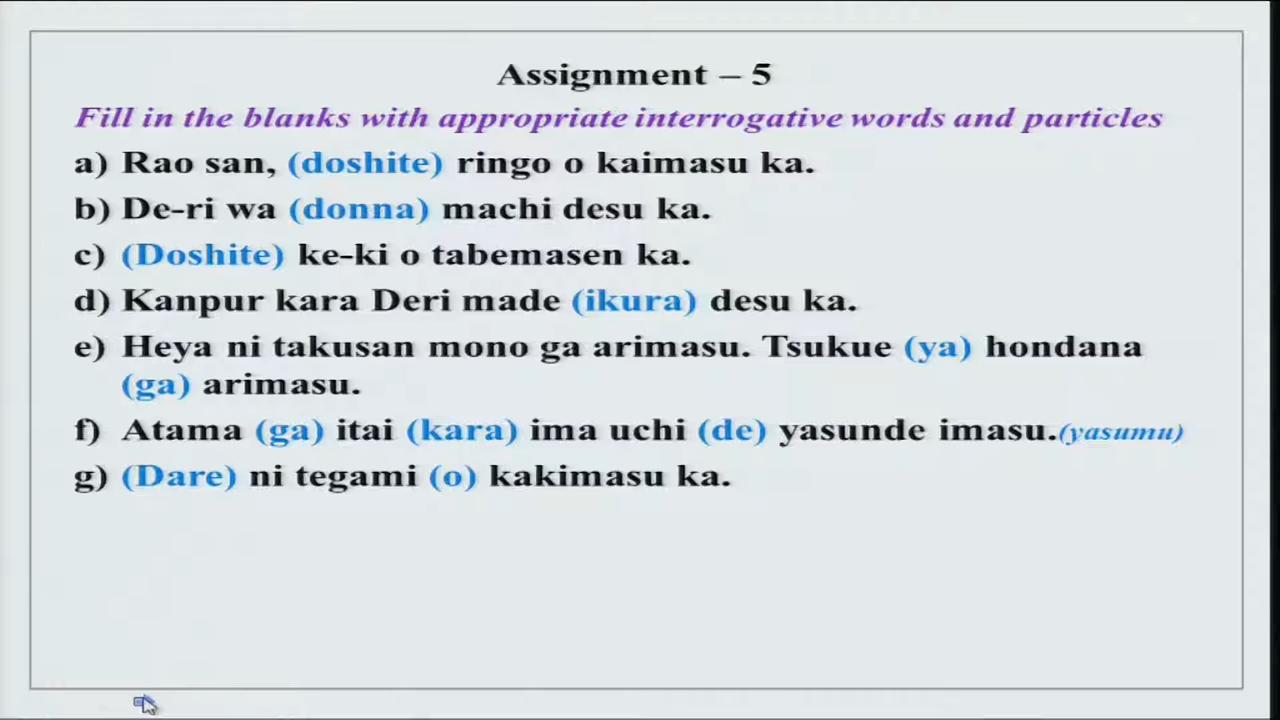 Assignment – 5
Fill in the blanks with appropriate interrogative words and particles
a) Rao san, (doshite) ringo o kaimasu ka.
b) De-ri wa (donna) machi desu ka.
c) (Doshite) ke-ki o tabemasen ka.
d) Kanpur kara Deri made (ikura) desu ka.
e) Heya ni takusan mono ga arimasu. Tsukue (ya) hondana
(ga) arimasu.
f) Atama (ga) itai (kara) ima uchi (de) yasunde imasu.(yasumu)
g) (Dare) ni tegami (o) kakimasu ka.